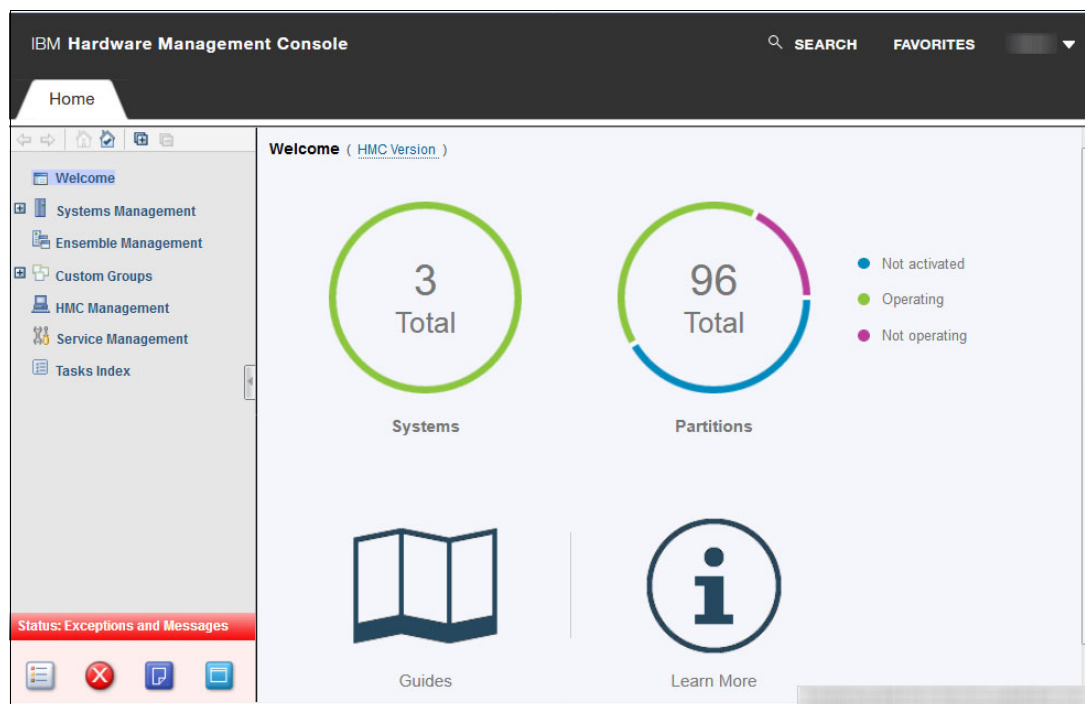 IBM Hardware Management Console
SEARCH
FAVORITES
Home
Welcome
Systems Management
Ensemble Management
Custom Groups
HMC Management
Service Management
Tasks Index
Status: Exceptions and Messages
Welcome ( HMC Version )
3
Total
Systems
96
Total
Partitions
Not activated
Operating
Not operating
Guides
Learn More